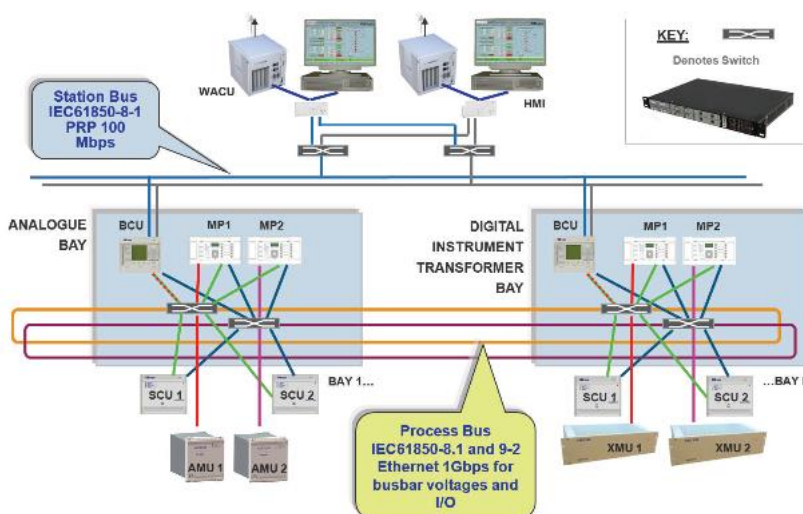 KEY:
Denotes Switch
WACU
HMI
Station Bus
IEC61850-8-1
PRP 100
Mbps
ANALOGUE
BAY
BCU
MP1
MP2
DIGITAL
INSTRUMENT
TRANSFORMER
BAY
BCU
MP1
MP2
SCU 1
SCU 2
BAY 1...
SCU 1
SCU 2
...BAY
AMU 1
AMU 2
Process Bus
IEC61850-8.1 and 9-2
Ethernet 1Gbps for
busbar voltages and
I/O
XMU 1
XMU 2